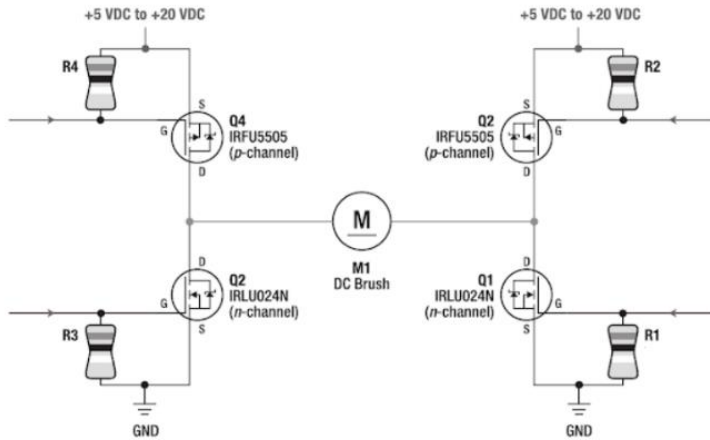 +5 VDC to +20 VDC
+5 VDC to +20 VDC
R4
R2
S
S
Q4
IRFU5505
(p-channel)
Q2
IRFU5505
(p-channel)
G
G
D
D
M
M1
DC Brush
D
D
Q2
IRLU024N
(n-channel)
Q1
IRLU024N
(n-channel)
G
G
S
S
R3
R1
GND
GND